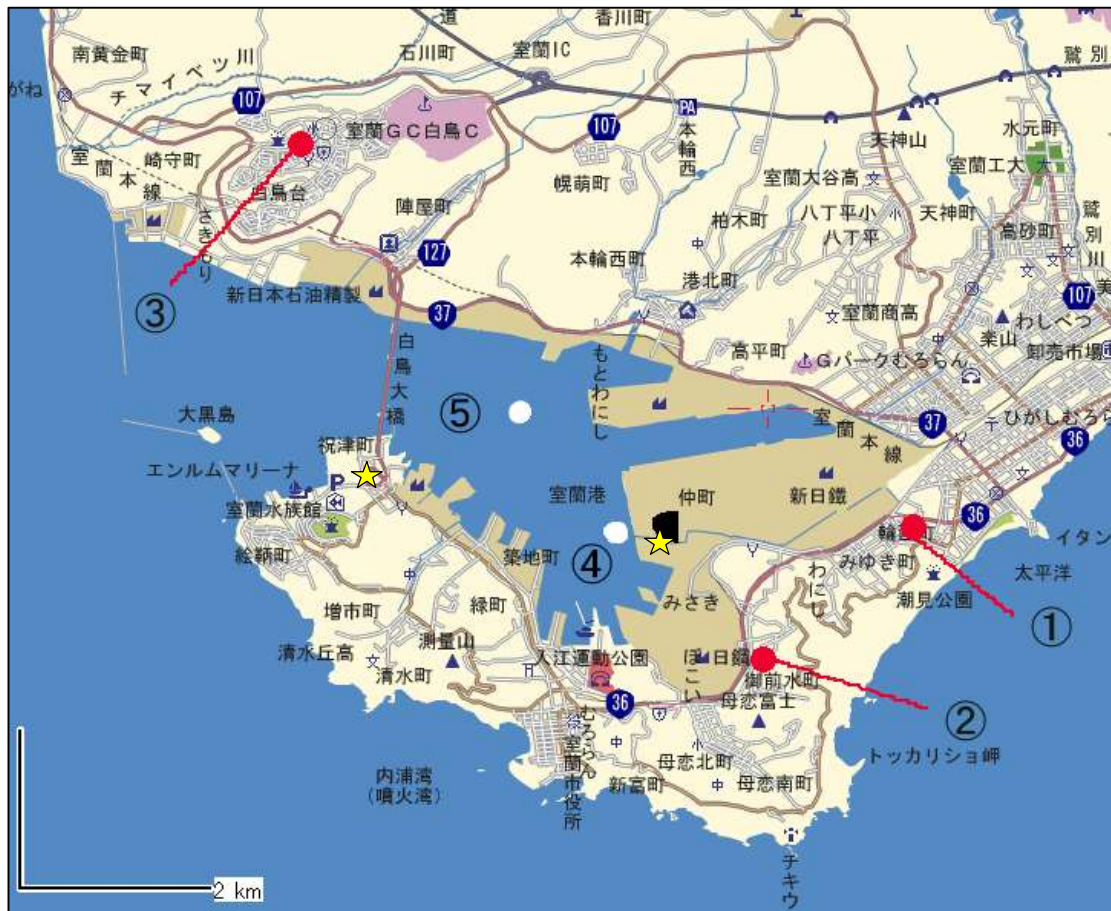 道
香川町
南黄金町
石川町
室蘭IC
鷲別
がね
チマイベツ川
107
PA
107
本輪西
天神山
水元町
室蘭GC白鳥C
崎守町
幌萌町
室蘭大谷高
室蘭工大
大
室蘭本線
白鳥台
陣屋町
柏木町
八丁平小
天神町
鷲別川
さきもり
127
八丁平
高砂町
本輪西町
港北町
新日本石油精製
107
美
③
37
室蘭商高
わしべつ
楽山
卸売市場
白鳥大橋
もとわにし
高平町
Gパークむろらん
⑤
大黒島
室蘭本線
37
ひがしむろら
祝津町
36
エンルムマリーナ
P
室蘭港
仲町
新日鐵
室蘭水族館
36
絵鞆町
築地町
みゆき町
イタン
④
わにし
太平洋
増市町
緑町
みさき
潮見公園
①
測量山
清水丘高
入江運動公園
ぼこい
日鋼
清水町
御前水町
36
母恋富士
②
むろらん
トッカリショ岬
室蘭市役所
母恋北町
内浦湾
(噴火湾)
新富町
母恋南町
チキウ
2 km